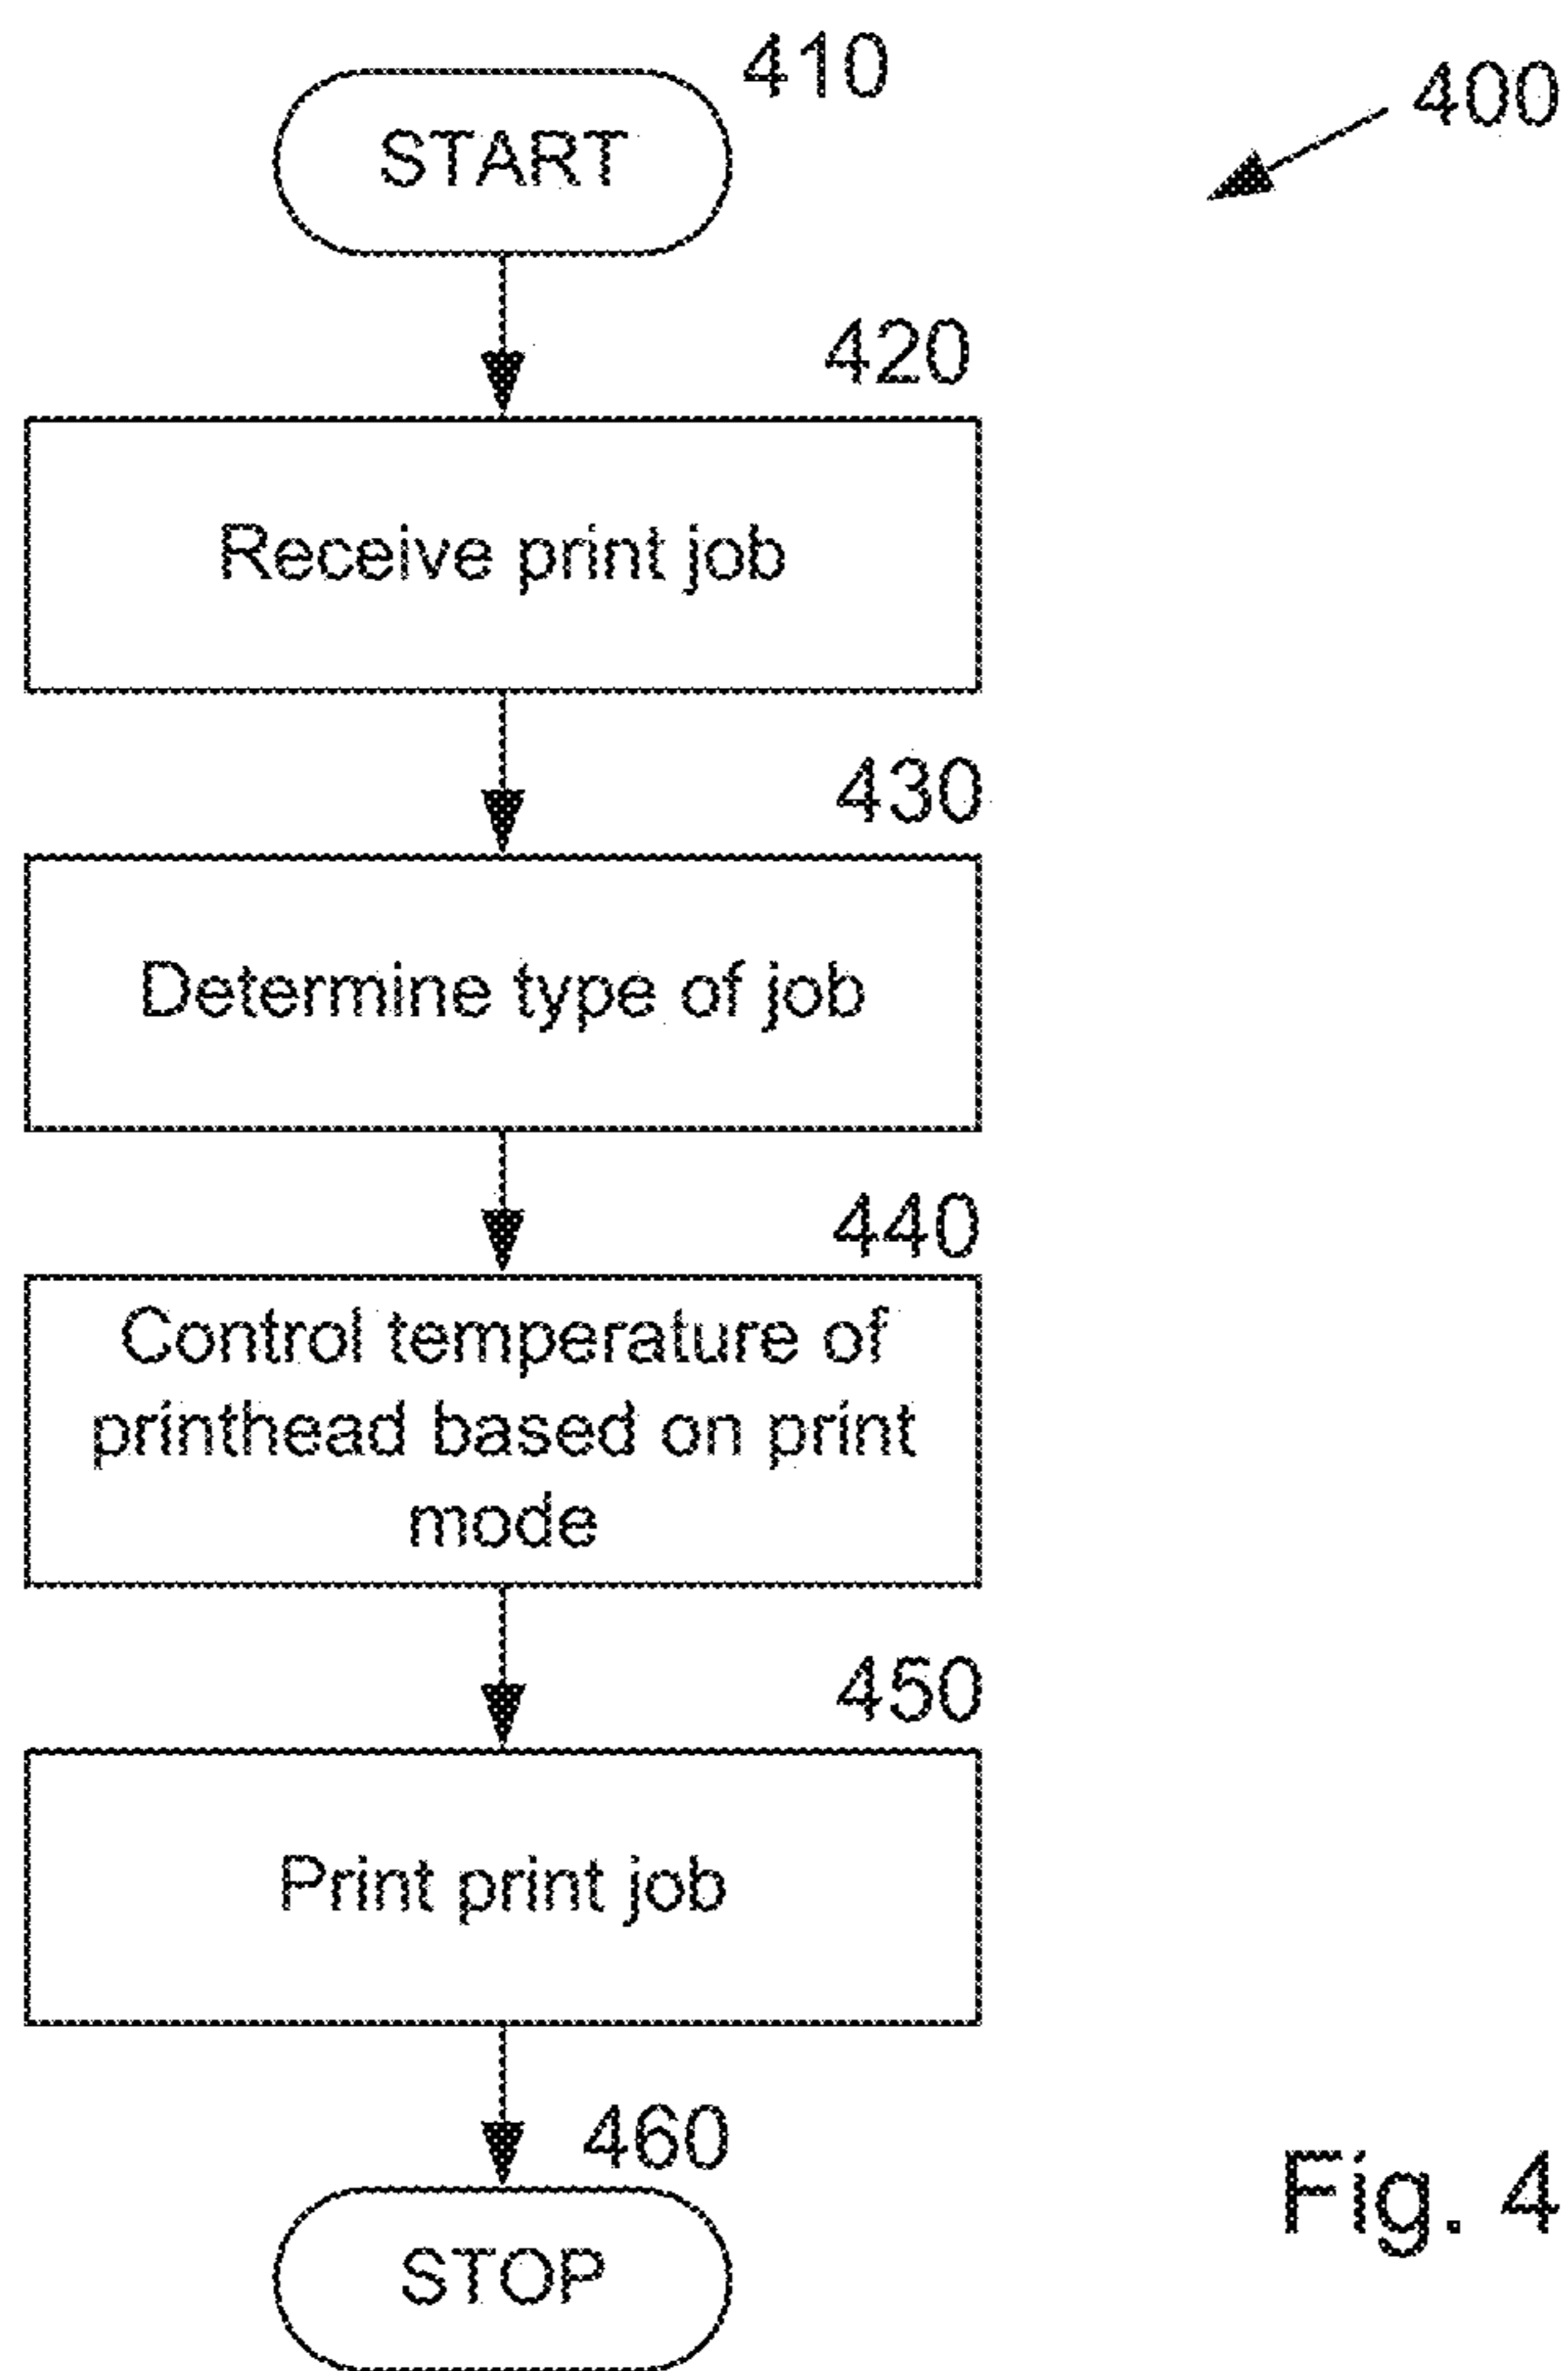 410
400
START
420
Receive print job
430
Determine type of job
440
Control temperature of
printhead based on print
mode
450
Print print job
460
STOP
Fig. 4